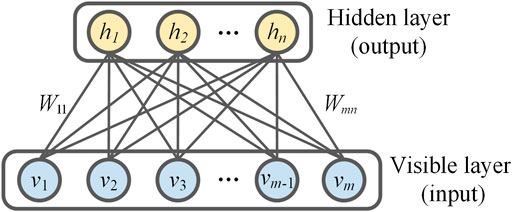 h1 h2 ... hn
Hidden layer
(output)
W11
Wmn
v1 v2 v3 ... vm-1 vm
Visible layer
(input)